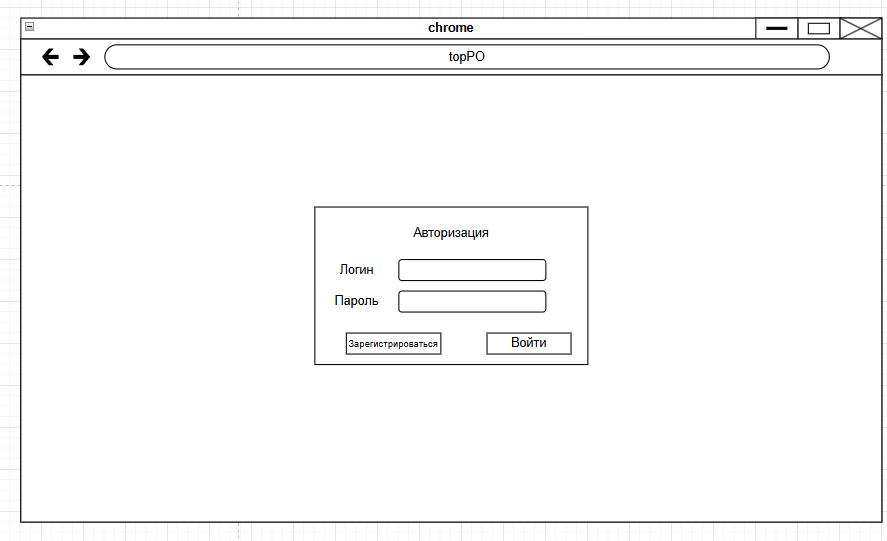 chrome
topPO
Авторизация
Логин
Пароль
Зарегистрироваться
Войти